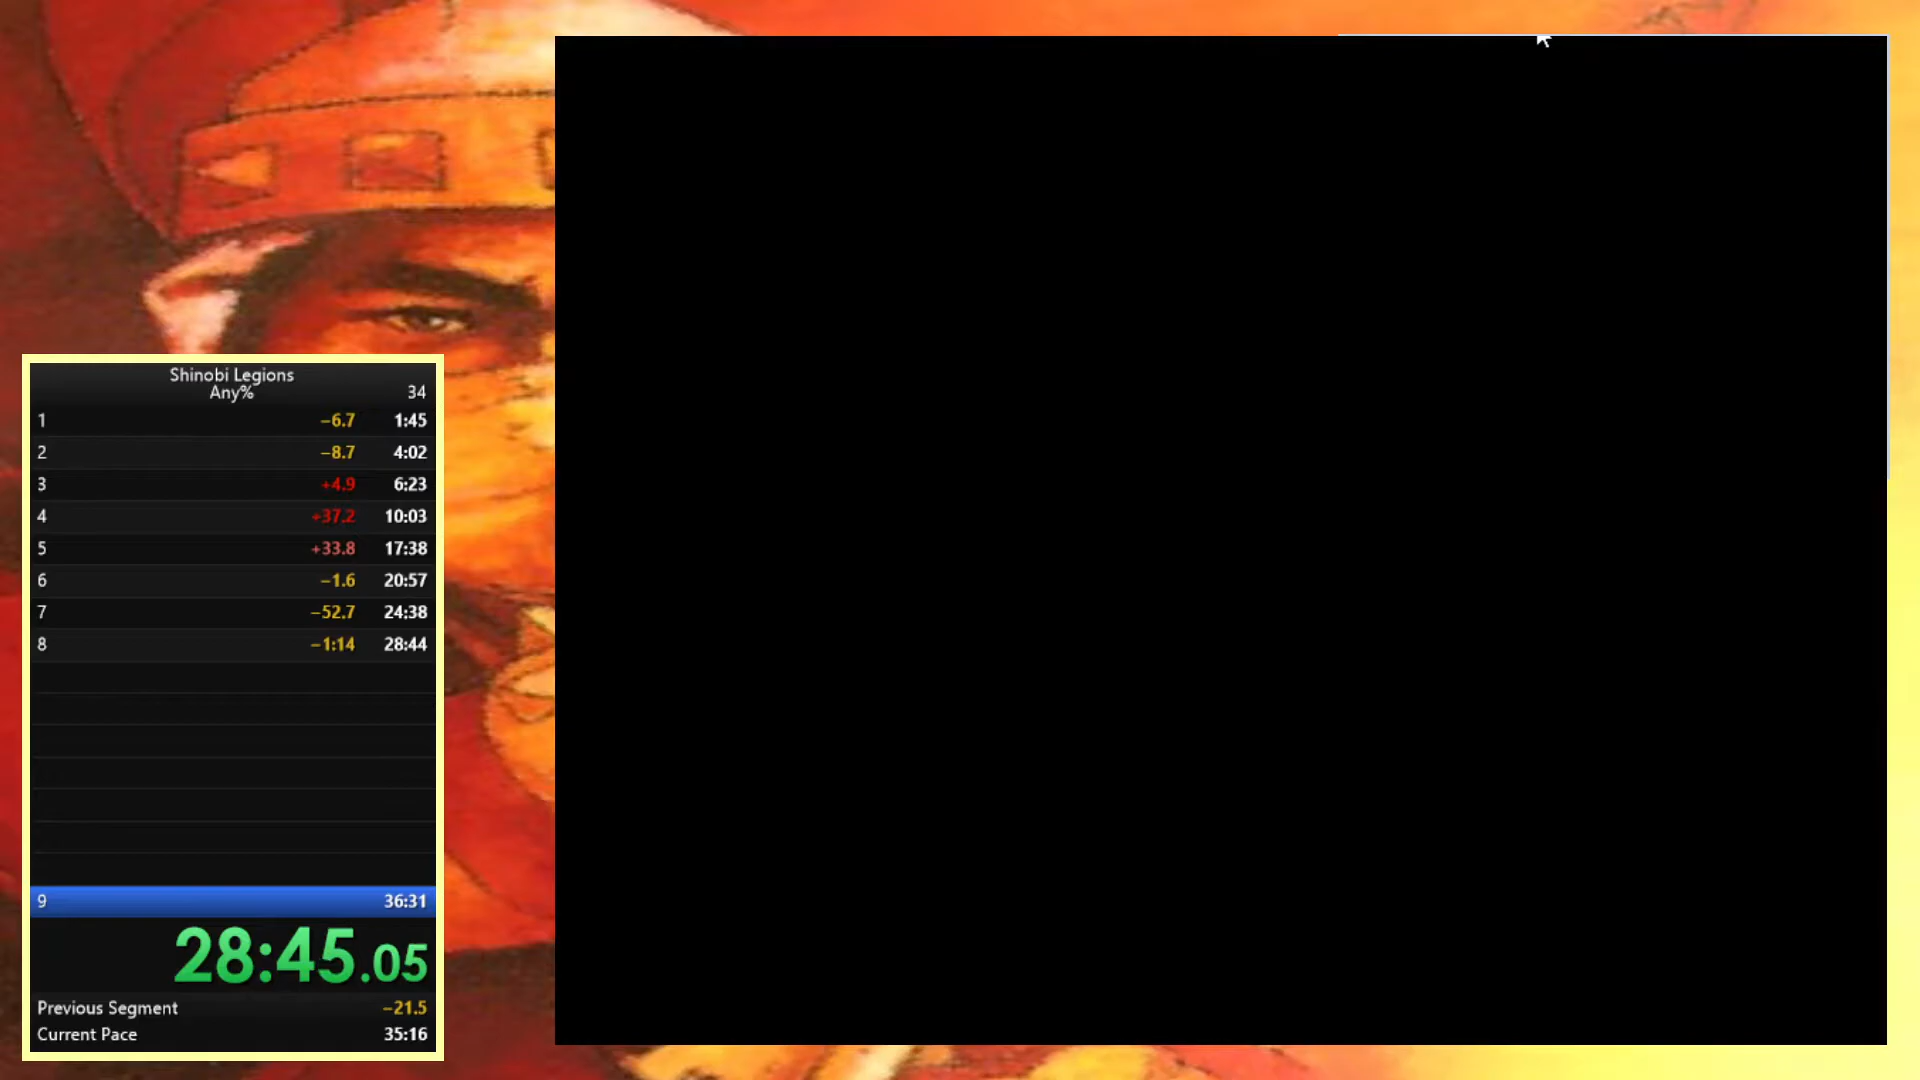 Shinobi Legions
Any% 34
1 −6.7 1:45
2 −8.7 4:02
3 +4.9 6:23
4 +37.2 10:03
5 +33.8 17:38
6 −1.6 20:57
7 −52.7 24:38
8 −1:14 28:44
9 36:31
28:45.05
Previous Segment −21.5
Current Pace 35:16